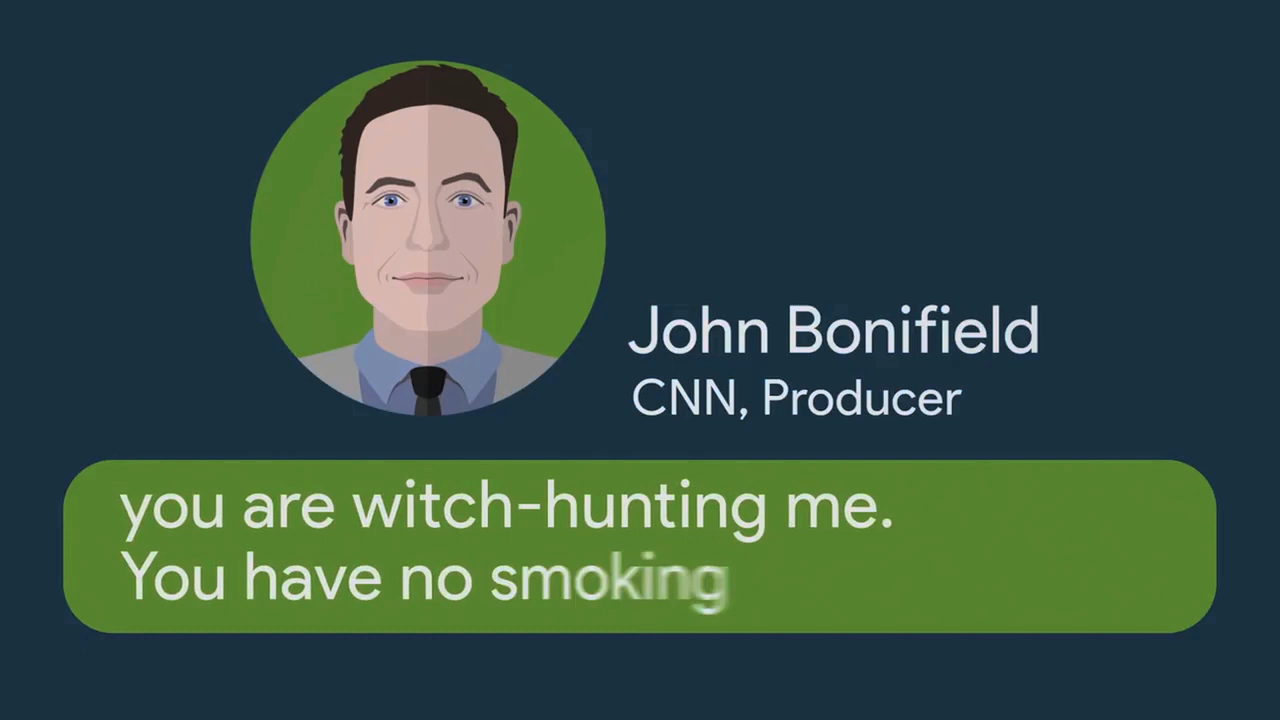 John Bonifield
CNN, Producer
you are witch-hunting me.
You have no smoking